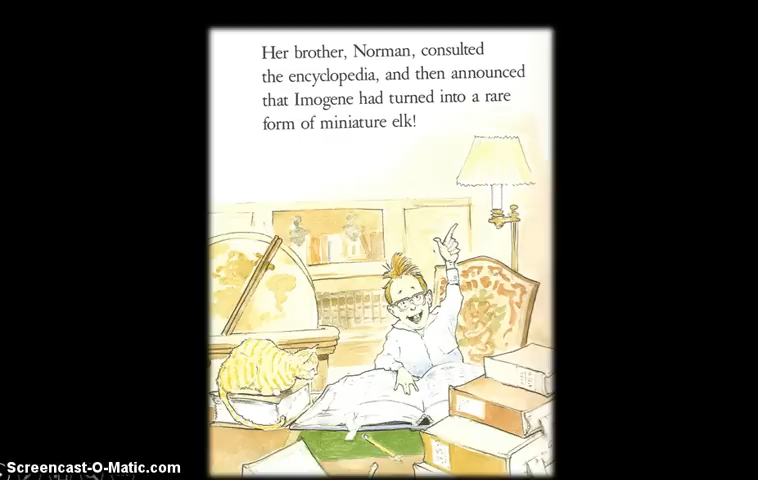 Her brother, Norman, consulted
the encyclopedia, and then announced
that Imogene had turned into a rare
form of miniature elk!
Screencast-O-Matic.com